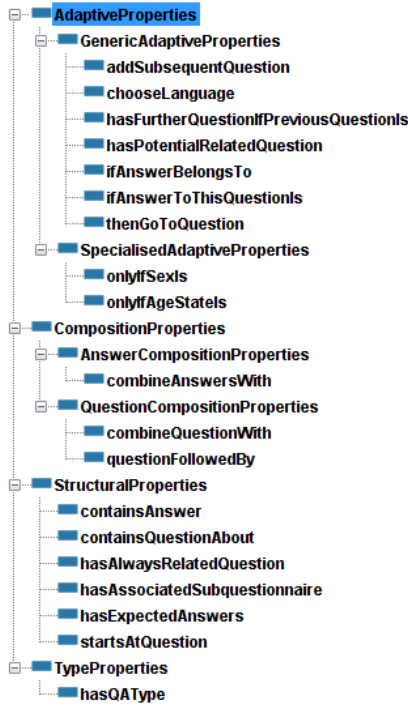 AdaptiveProperties
GenericAdaptiveProperties
addSubsequentQuestion
chooseLanguage
hasFurtherQuestionIfPreviousQuestionIs
hasPotentialRelatedQuestion
ifAnswerBelongsTo
ifAnswerToThisQuestionIs
thenGoToQuestion
SpecialisedAdaptiveProperties
onlyIfSexIs
onlyIfAgeStateIs
CompositionProperties
AnswerCompositionProperties
combineAnswersWith
QuestionCompositionProperties
combineQuestionWith
questionFollowedBy
StructuralProperties
containsAnswer
containsQuestionAbout
hasAlwaysRelatedQuestion
hasAssociatedSubquestionnaire
hasExpectedAnswers
startsAtQuestion
TypeProperties
hasQAType